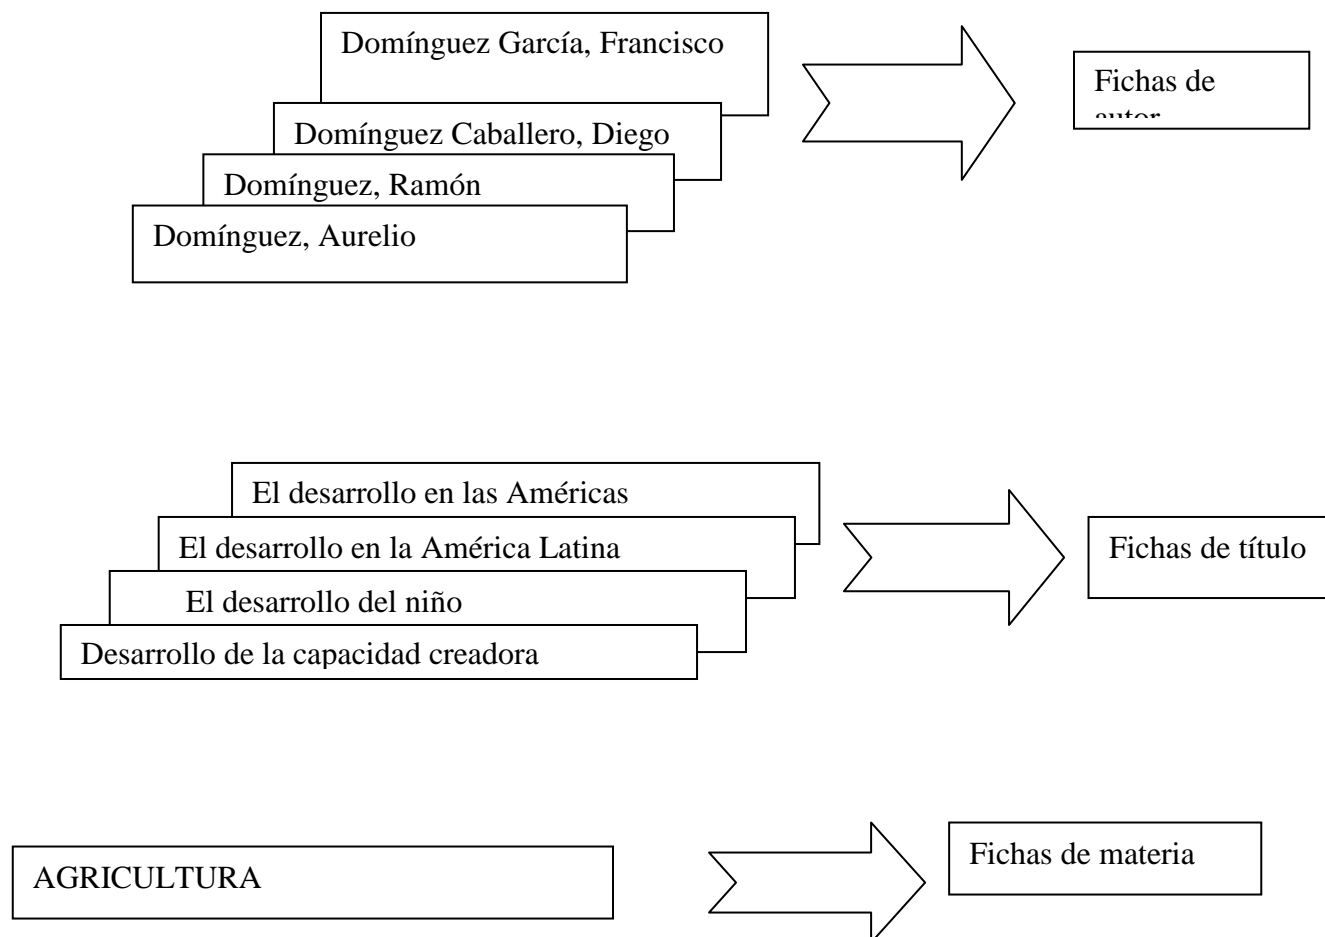 Domínguez García, Francisco
Fichas de
autor
Domínguez Caballero, Diego
Domínguez, Ramón
Domínguez, Aurelio
El desarrollo en las Américas
El desarrollo en la América Latina
Fichas de título
El desarrollo del niño
Desarrollo de la capacidad creadora
Fichas de materia
AGRICULTURA